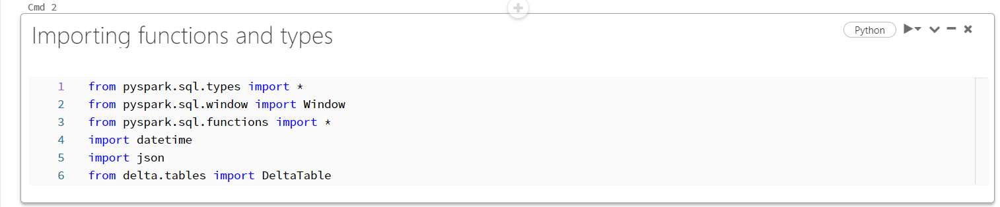 Cmd 2
Importing functions and types
Python
1 from pyspark.sql.types import *
2 from pyspark.sql.window import Window
3 from pyspark.sql.functions import *
4 import datetime
5 import json
6 from delta.tables import DeltaTable